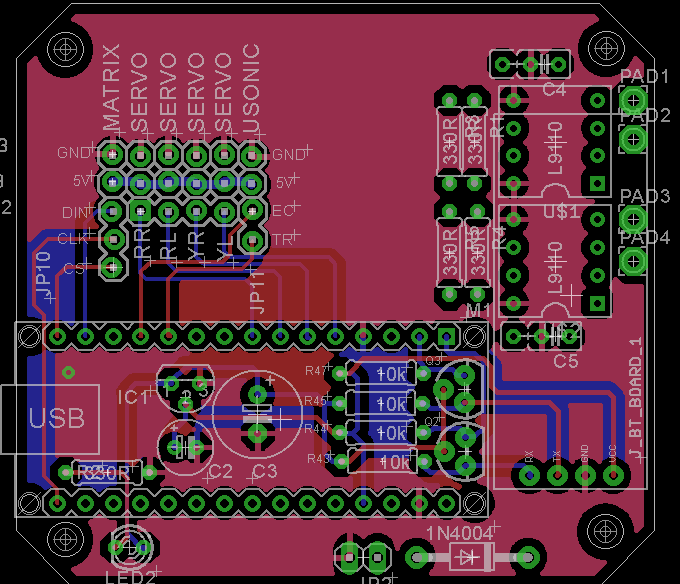 MATRIX
SERVO
SERVO
SERVO
SERVO
USONIC
GND
GND
5V
5V
DIN
EC
CLK
TR
CS
RR
RL
YR
YL
JP10
JP11
C4
PAD1
PAD2
PAD3
PAD4
330R
330R
R1
L9110
U$1
330R
330R
R4
L9110
C5
M1
USB
IC1
C2
C3
R47
10k
R45
10k
R44
10k
R43
10k
Q3
Q2
J_BT_BOARD_1
RX
TX
GND
VCC
330R
LED2
JP2
1N4004
2